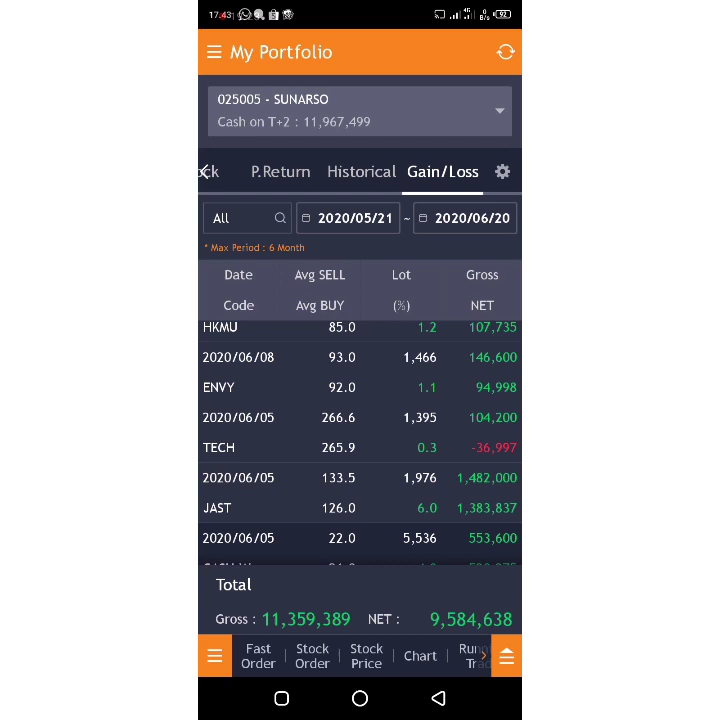 17.43
4G
0
B/s
92
My Portfolio
025005 - SUNARSO
Cash on T+2 : 11,967,499
ock P.Return Historical Gain/Loss
All 2020/05/21 ~ 2020/06/20
* Max Period : 6 Month
Date Avg SELL Lot Gross
Code Avg BUY (%) NET
HKMU 85.0 1.2 107,735
2020/06/08 93.0 1,466 146,600
ENVY 92.0 1.1 94,998
2020/06/05 266.6 1,395 104,200
TECH 265.9 0.3 -36,997
2020/06/05 133.5 1,976 1,482,000
JAST 126.0 6.0 1,383,837
2020/06/05 22.0 5,536 553,600
Total
Gross : 11,359,389 NET : 9,584,638
Fast Order | Stock Order | Stock Price | Chart |